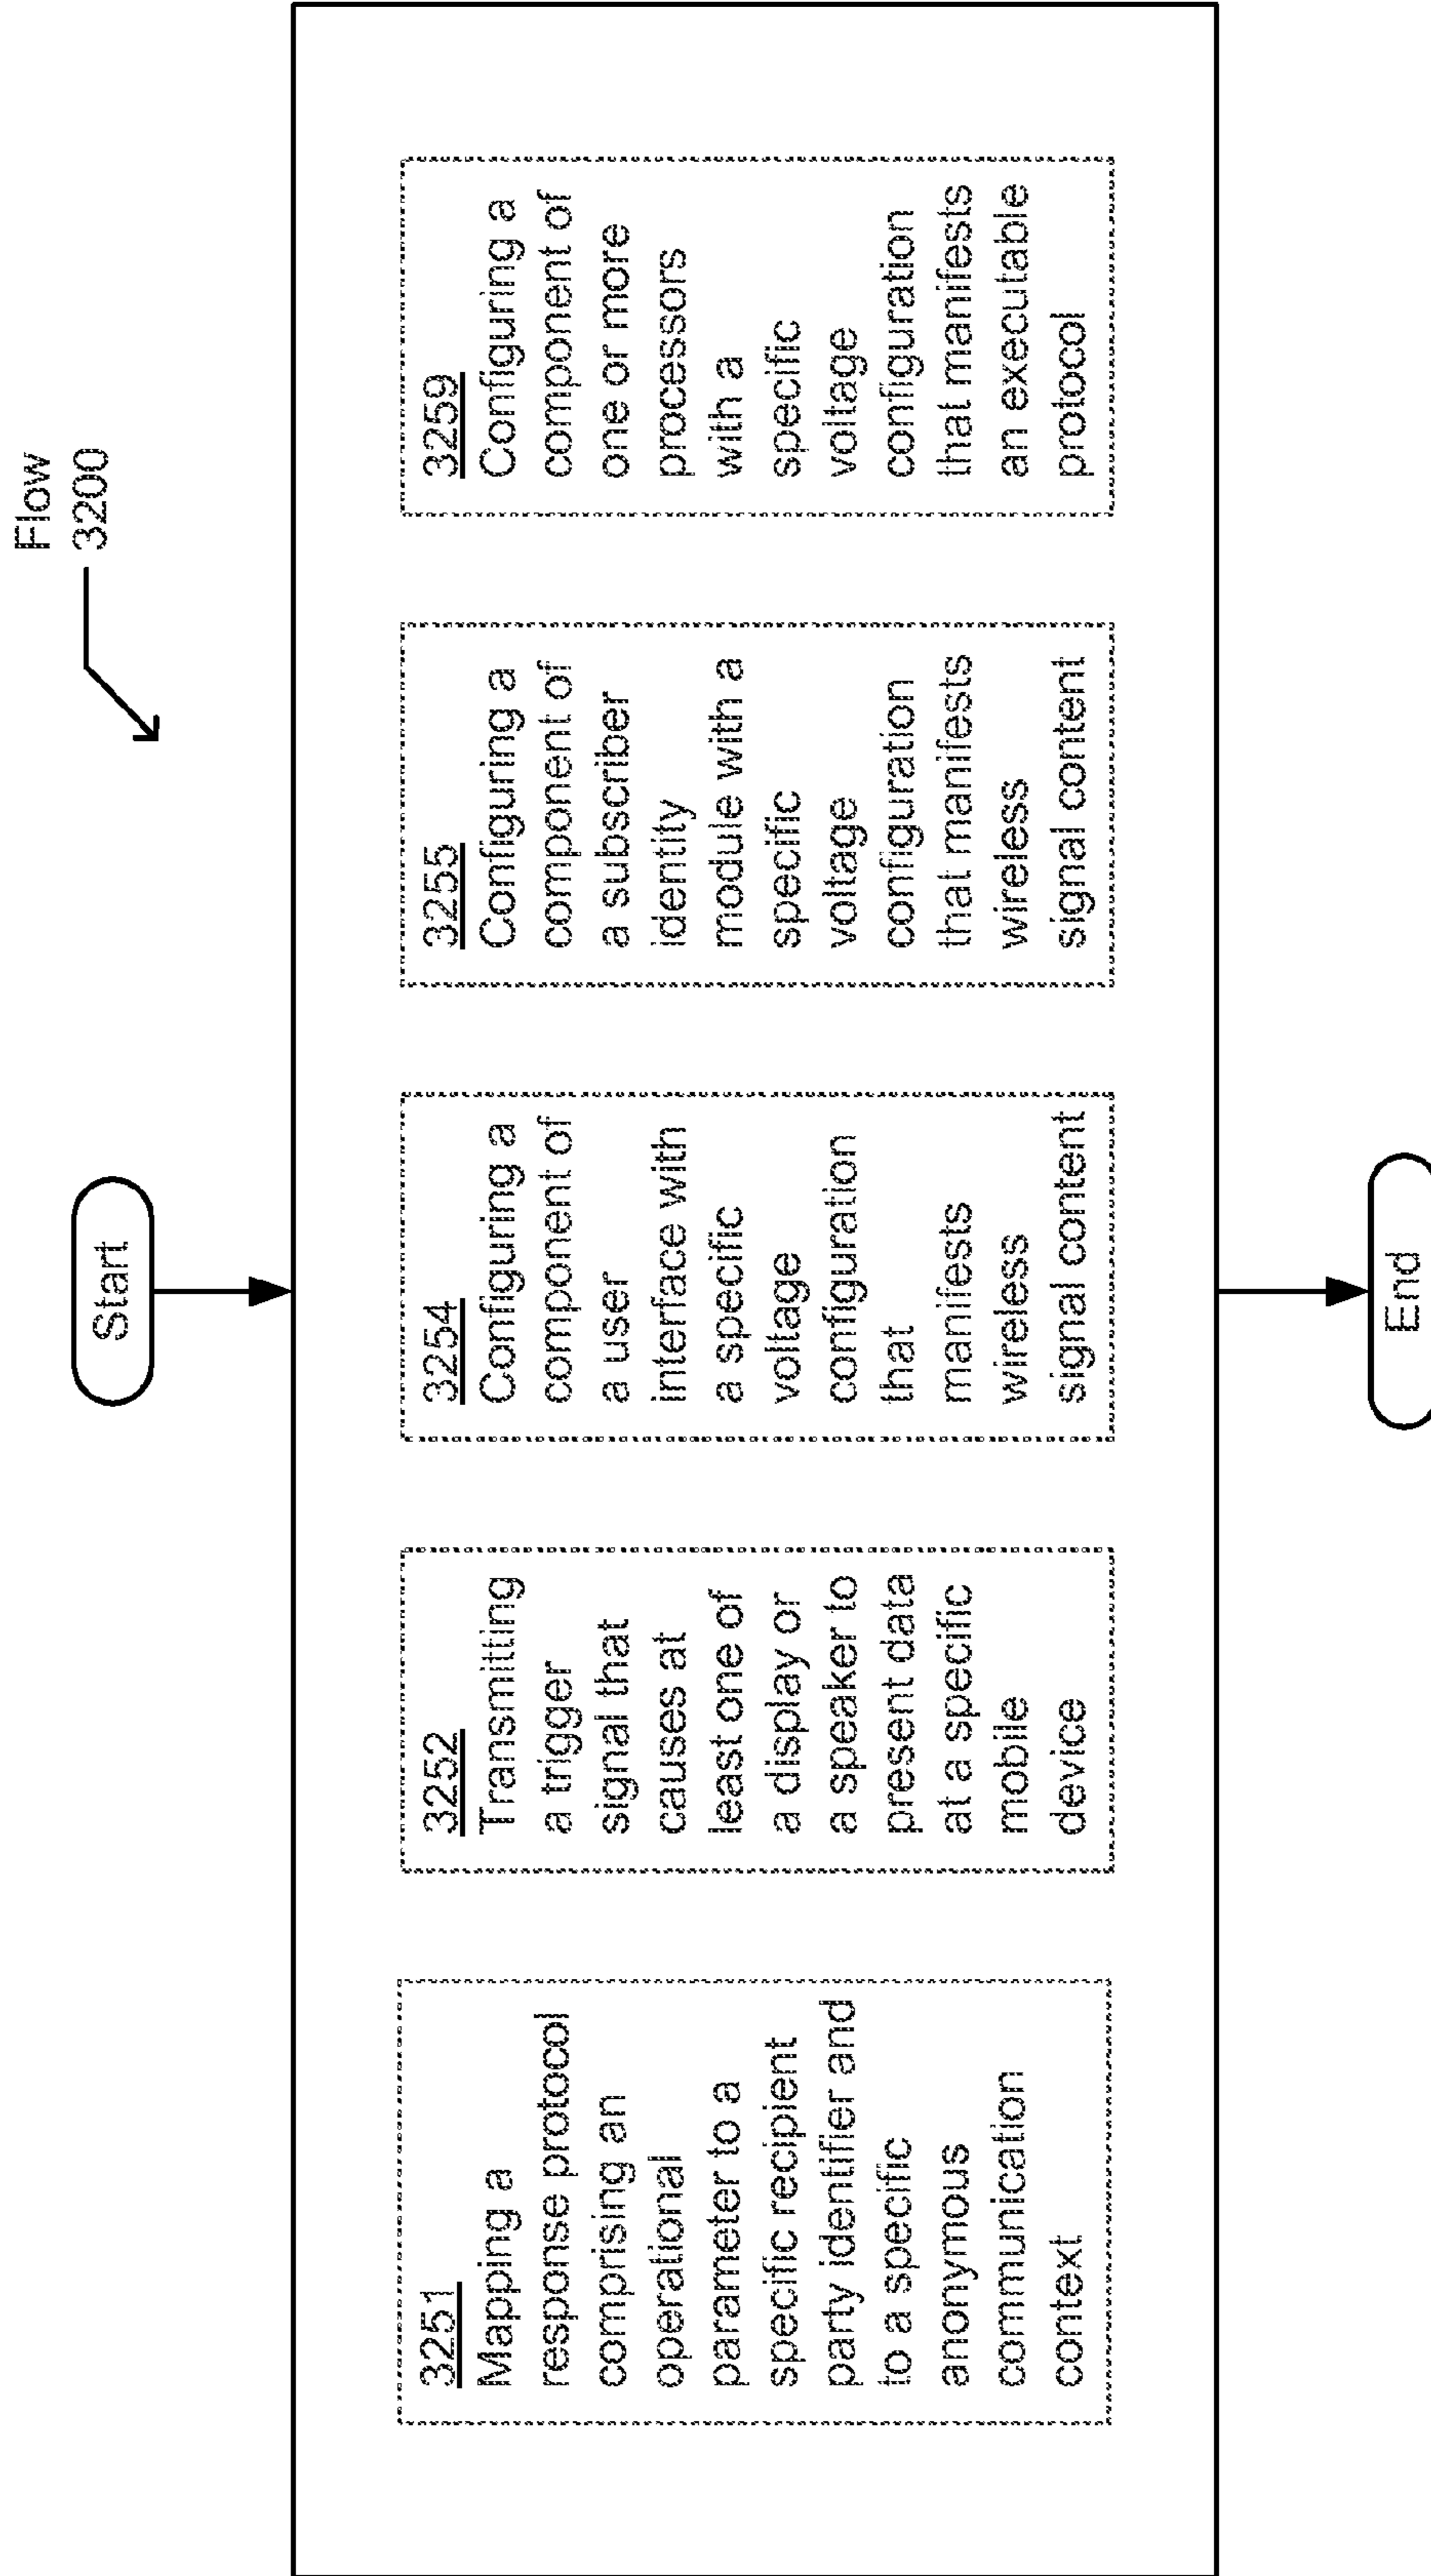 Flow
3200
Start
3251
Mapping a
response protocol
comprising an
operational
parameter to a
specific recipient
party identifier and
to a specific
anonymous
communication
context
3252
Transmitting
a trigger
signal that
causes at
least one of
a display or
a speaker to
present data
at a specific
mobile
device
3254
Configuring a
component of
a user
interface with
a specific
voltage
configuration
that
manifests
wireless
signal content
3255
Configuring a
component of
a subscriber
identity
module with a
specific
voltage
configuration
that manifests
wireless
signal content
3259
Configuring a
component of
one or more
processors
with a
specific
voltage
configuration
that manifests
an executable
protocol
End